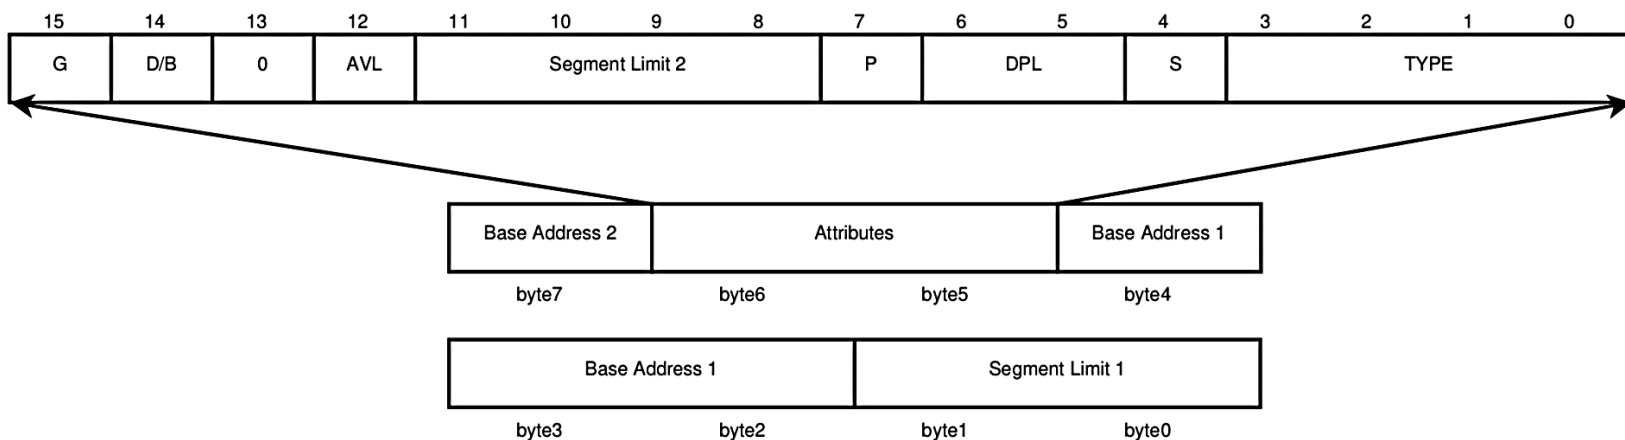 15 14 13 12 11 10 9 8 7 6 5 4 3 2 1 0
G D/B 0 AVL Segment Limit 2 P DPL S TYPE
Base Address 2 Attributes Base Address 1
byte7 byte6 byte5 byte4
Base Address 1 Segment Limit 1
byte3 byte2 byte1 byte0